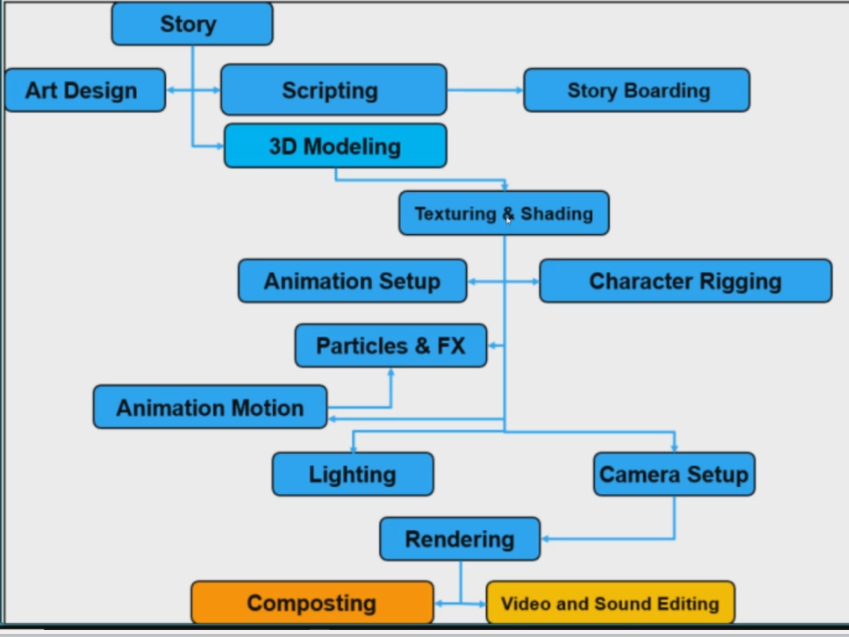 Story
Art Design
Scripting
Story Boarding
3D Modeling
Texturing & Shading
Animation Setup
Character Rigging
Particles & FX
Animation Motion
Lighting
Camera Setup
Rendering
Composting
Video and Sound Editing